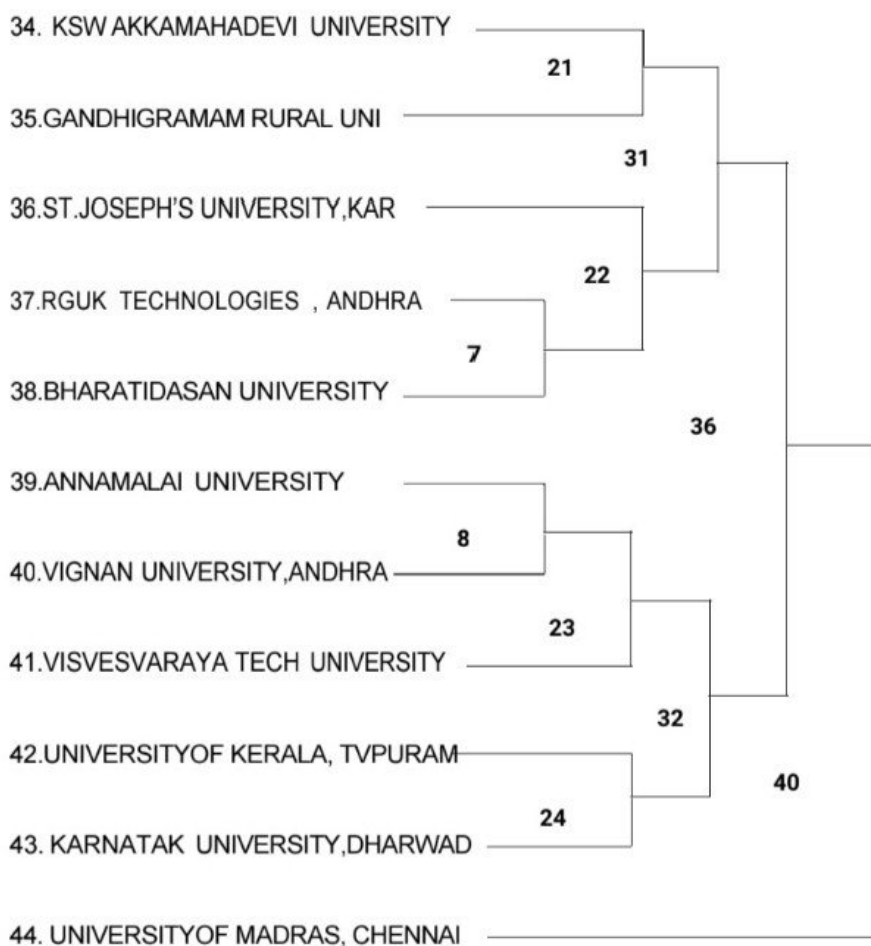 34. KSW AKKAMAHADEVI UNIVERSITY
21
35.GANDHIGRAMAM RURAL UNI
31
36.ST.JOSEPH'S UNIVERSITY,KAR
22
37.RGUK TECHNOLOGIES , ANDHRA
7
38.BHARATIDASAN UNIVERSITY
36
39.ANNAMALAI UNIVERSITY
8
40.VIGNAN UNIVERSITY,ANDHRA
23
41.VISVESVARAYA TECH UNIVERSITY
32
42.UNIVERSITYOF KERALA, TVPURAM
40
24
43. KARNATAK UNIVERSITY,DHARWAD
44. UNIVERSITYOF MADRAS, CHENNAI